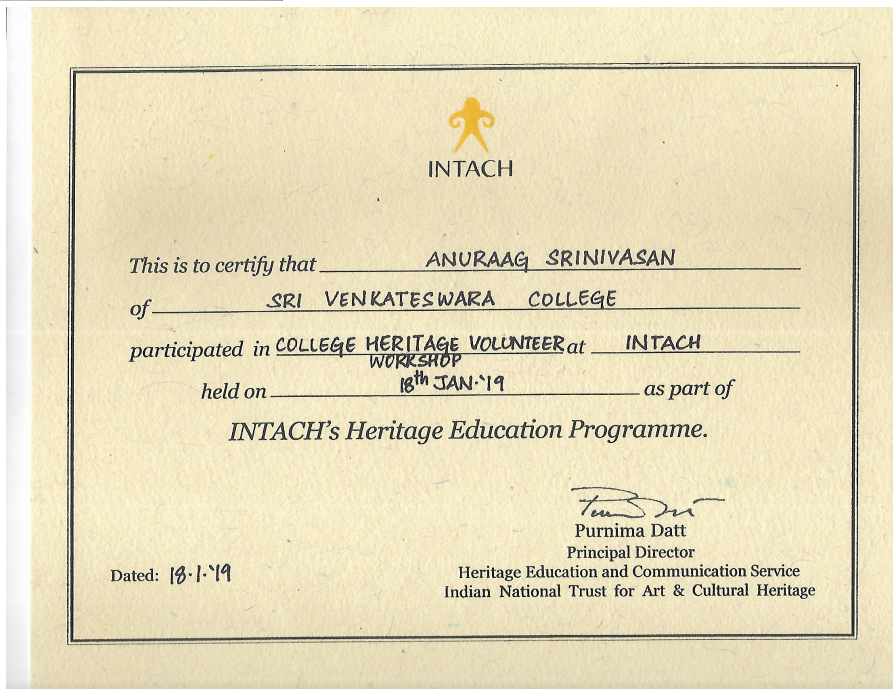 INTACH
This is to certify that ANURAAG SRINIVASAN
of SRI VENKATESWARA COLLEGE
participated in COLLEGE HERITAGE VOLUNTEER at INTACH
WORKSHOP
held on 18th JAN.'19 as part of
INTACH's Heritage Education Programme.
Purnima Datt
Principal Director
Dated: 18.1.'19 Heritage Education and Communication Service
Indian National Trust for Art & Cultural Heritage